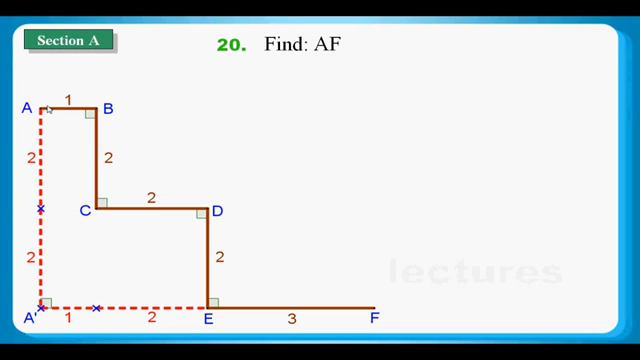 Section A
20. Find: AF
1
A B
2 2
2
C D
2 2
lectures
A' 1 2 E 3 F